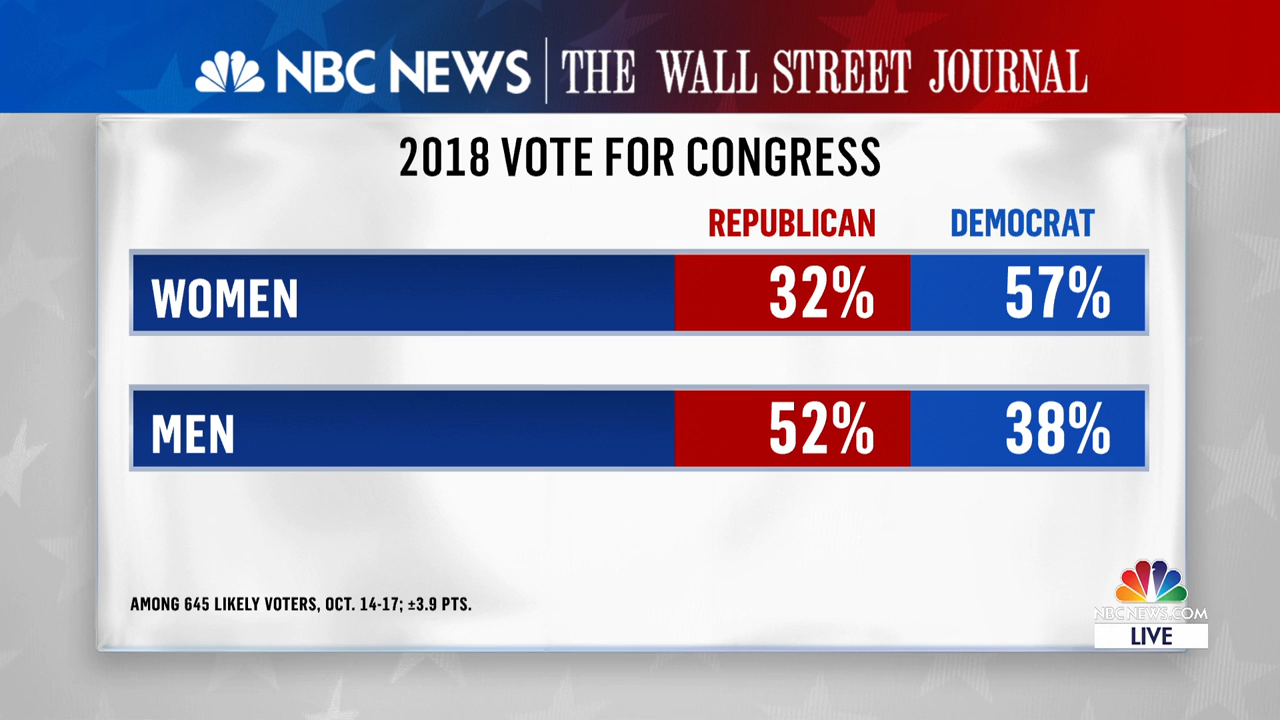 NBC NEWS | THE WALL STREET JOURNAL
2018 VOTE FOR CONGRESS
REPUBLICAN DEMOCRAT
WOMEN 32% 57%
MEN 52% 38%
AMONG 645 LIKELY VOTERS, OCT. 14-17; ±3.9 PTS.
NBCNEWS.COM
LIVE